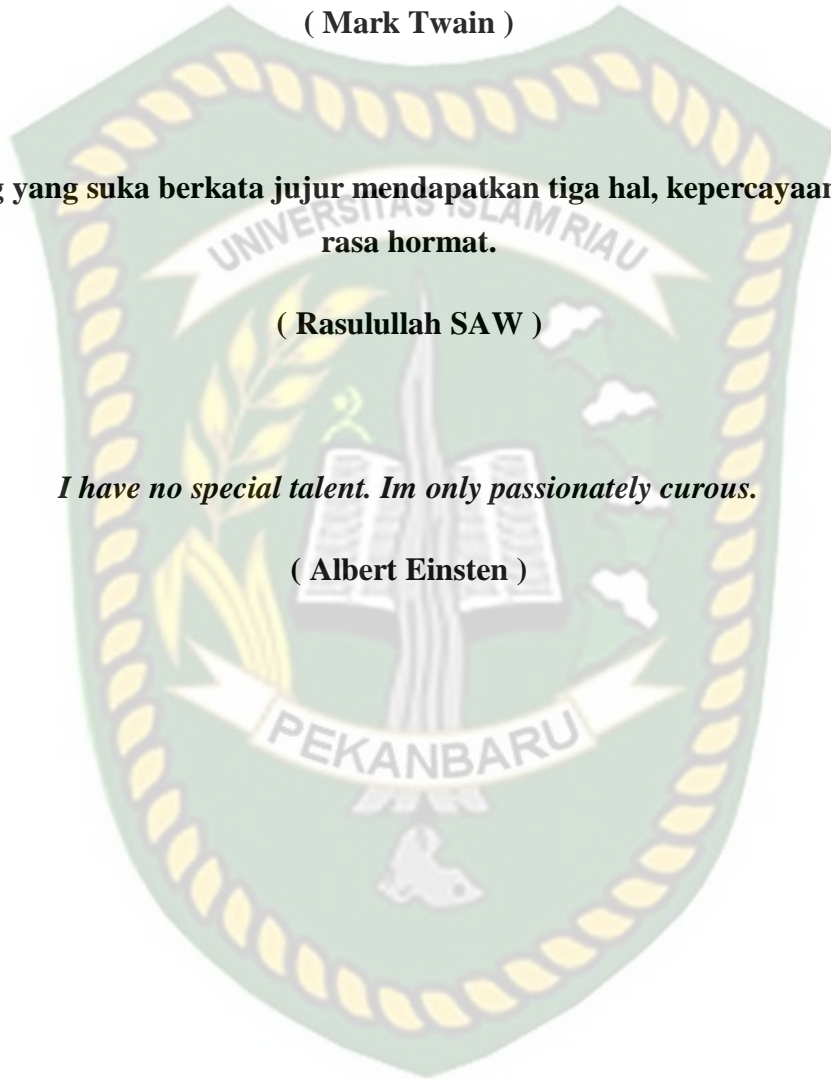 ( Mark Twain )
g yang suka berkata jujur mendapatkan tiga hal, kepercayaan
UNIVERSITAS ISLAM RIAU
rasa hormat.
( Rasulullah SAW )
I have no special talent. Im only passionately curous.
( Albert Einsten )
PEKANBARU